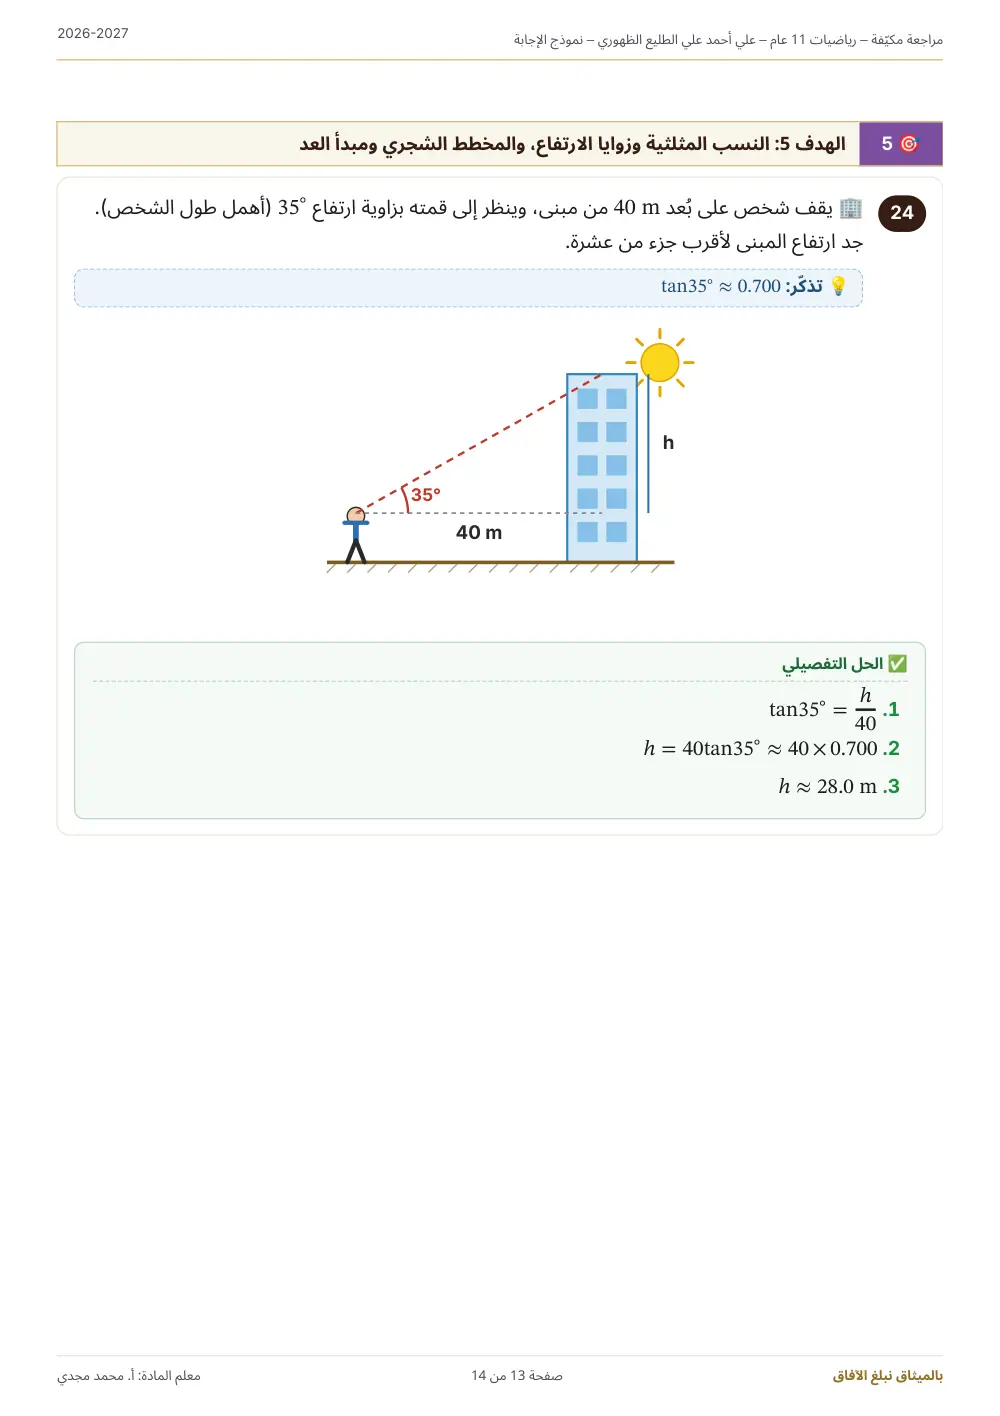 مراجعة مكيّفة – رياضيات 11 عام – علي أحمد علي الطليع الظهوري – نموذج الإجابة
2026-2027
🎯 5
الهدف 5: النسب المثلثية وزوايا الارتفاع، والمخطط الشجري ومبدأ العد
24
🏢 يقف شخص على بُعد 40 m من مبنى، وينظر إلى قمته بزاوية ارتفاع 35° (أهمل طول الشخص).
جد ارتفاع المبنى لأقرب جزء من عشرة.
💡 تذكّر: tan35° ≈ 0.700
h
35°
40 m
✅ الحل التفصيلي
1. tan35° = h/40
2. h = 40tan35° ≈ 40 × 0.700
3. h ≈ 28.0 m
بالميثاق نبلغ الآفاق
صفحة 13 من 14
معلم المادة: أ. محمد مجدي